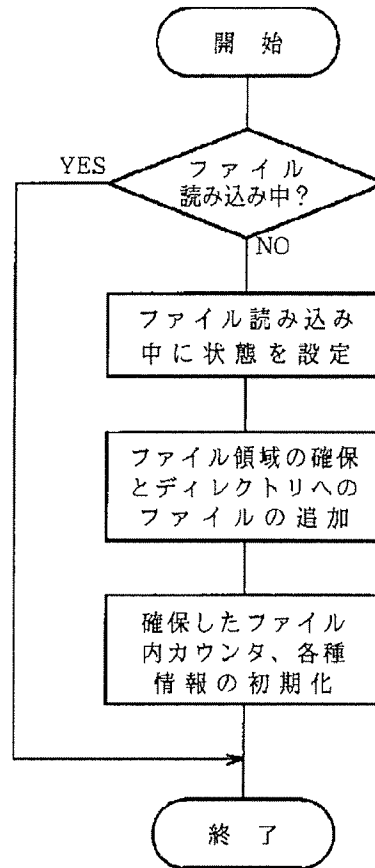 開始
YES
ファイル
読み込み中?
NO
ファイル読み込み
中に状態を設定
ファイル領域の確保
とディレクトリへの
ファイルの追加
確保したファイル
内カウンタ、各種
情報の初期化
終了